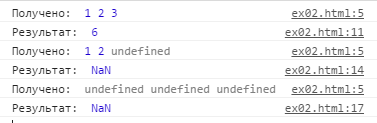 Получено:  1 2 3 ex02.html:5
Результат:  6 ex02.html:11
Получено:  1 2 undefined ex02.html:5
Результат:  NaN ex02.html:14
Получено:  undefined undefined undefined ex02.html:5
Результат:  NaN ex02.html:17